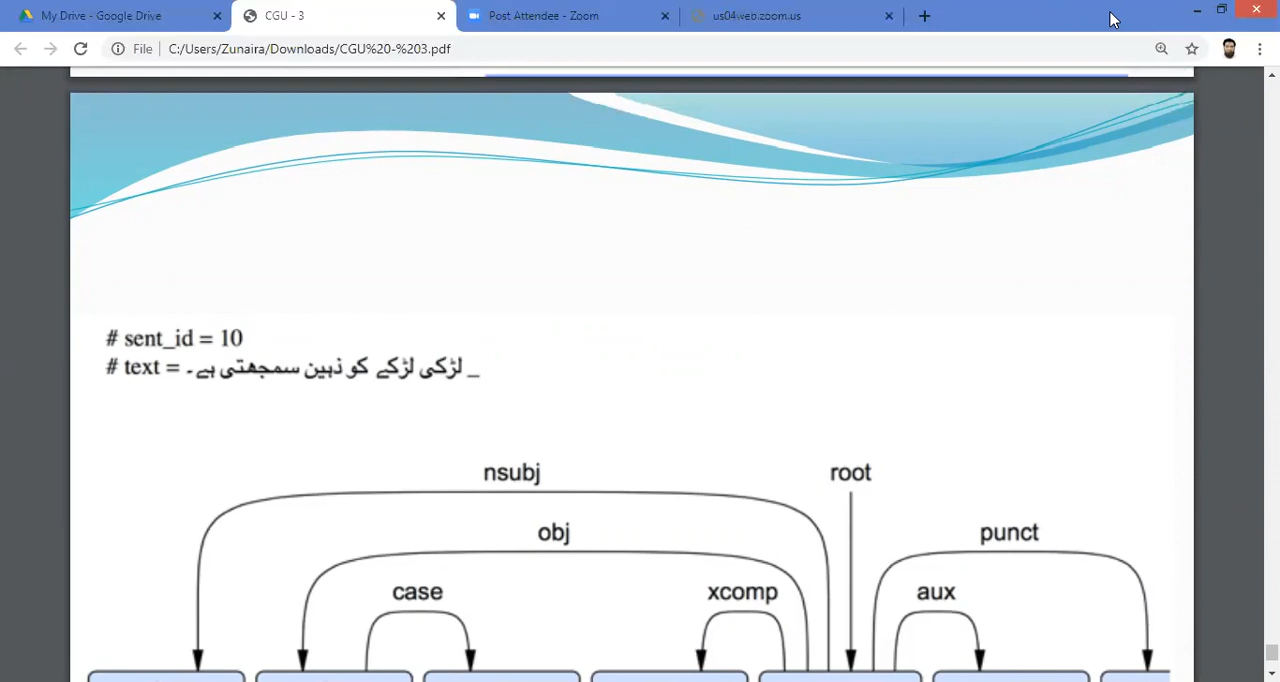 My Drive - Google Drive
CGU - 3
Post Attendee - Zoom
us04web.zoom.us
File
C:/Users/Zunaira/Downloads/CGU%20-%203.pdf
# sent_id = 10
# text = _ لڑکی لڑکے کو ذہین سمجھتی ہے۔
nsubj
root
obj
punct
case
xcomp
aux